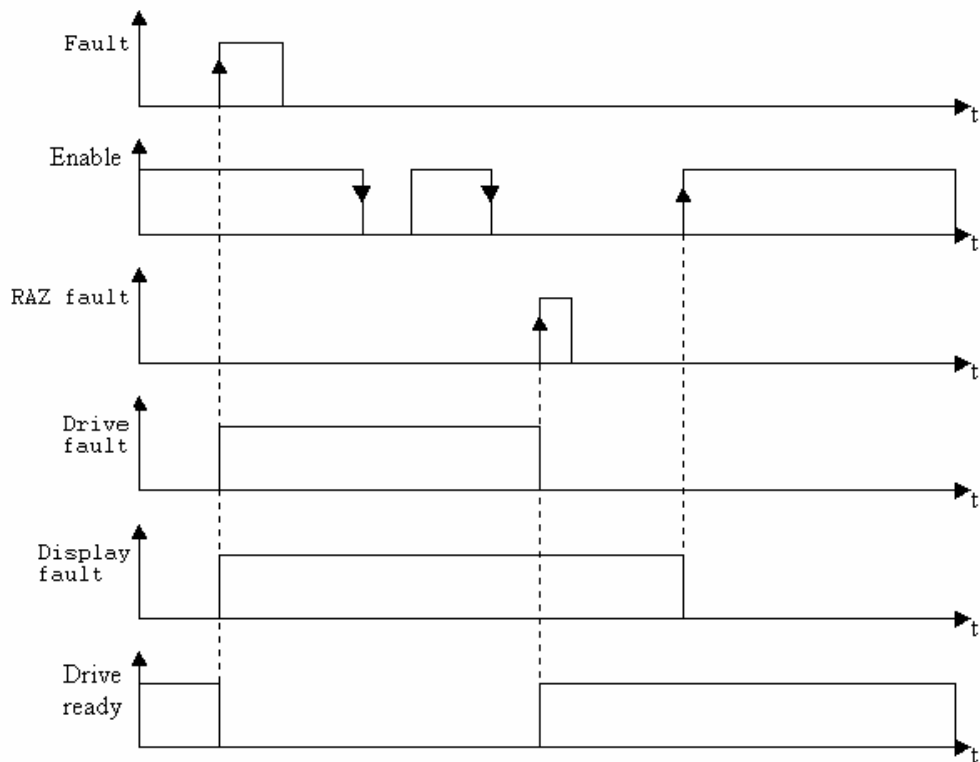 Fault
t
Enable
t
RAZ fault
t
Drive
fault
t
Display
fault
t
Drive
ready
t